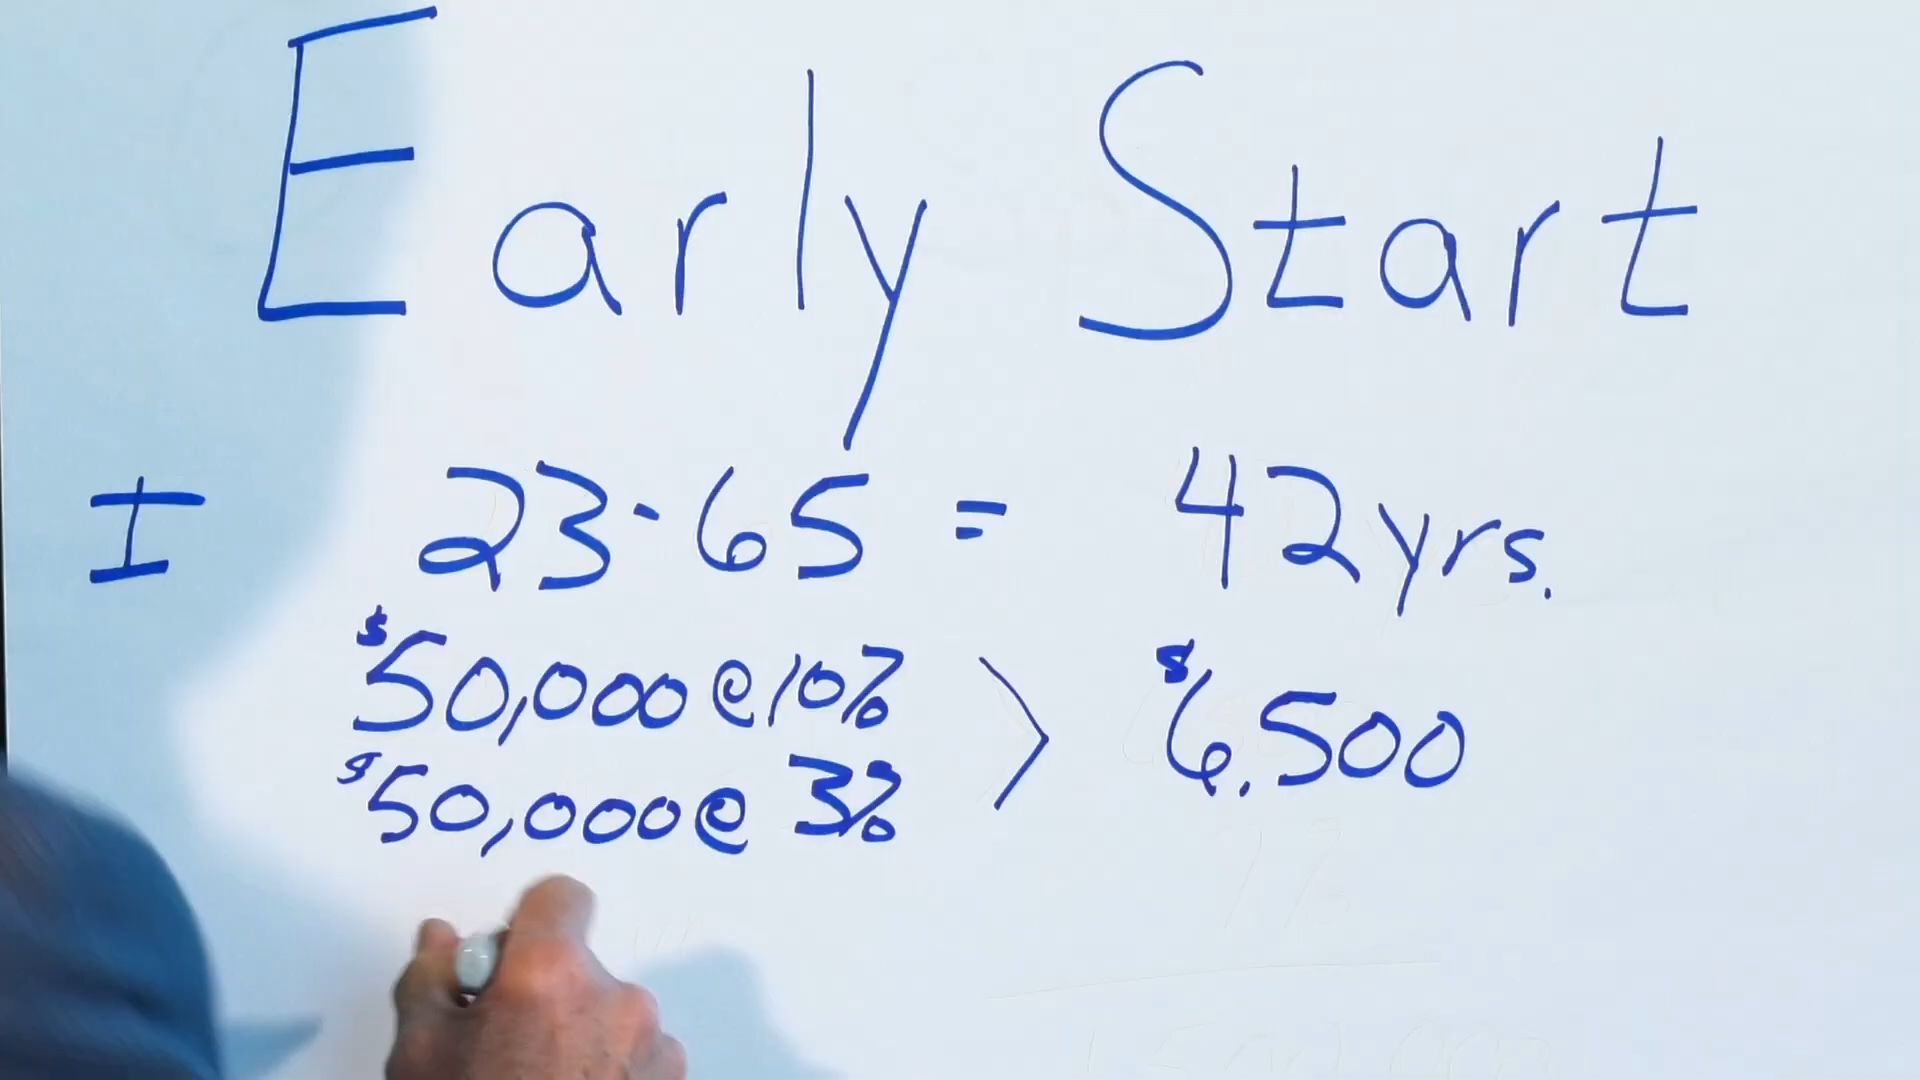 Early Start
I 23-65 = 42yrs.
$50,000@10% > $6,500
$50,000@ 3%